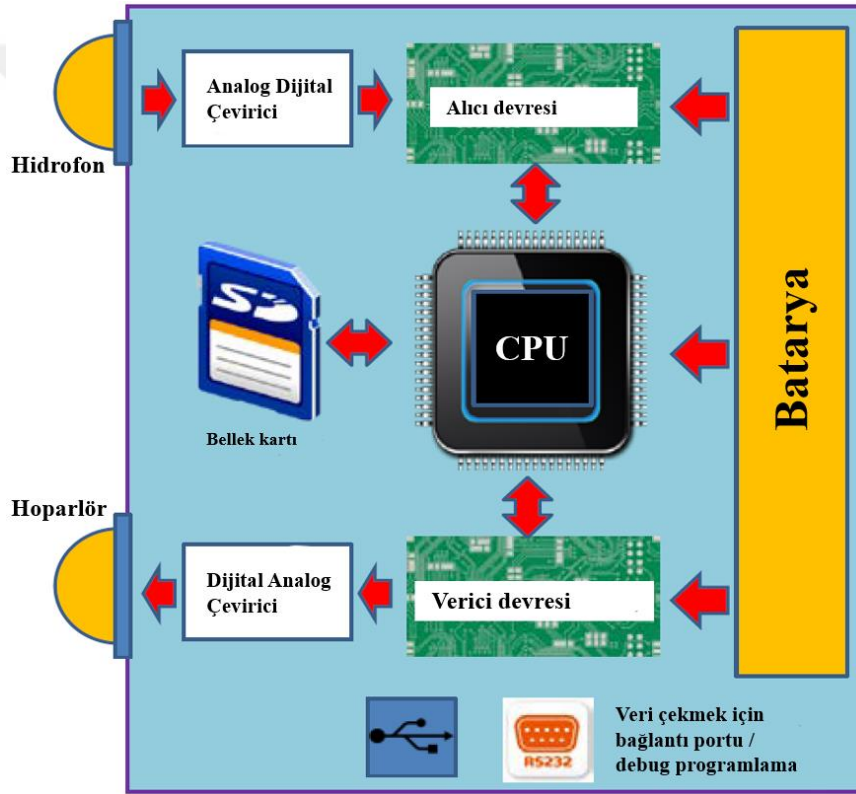 Analog Dijital
Çevirici
Alıcı devresi
Hidrofon
Batarya
SD
CPU
Bellek kartı
Hoparlör
Dijital Analog
Çevirici
Verici devresi
RS232
Veri çekmek için
bağlantı portu /
debug programlama